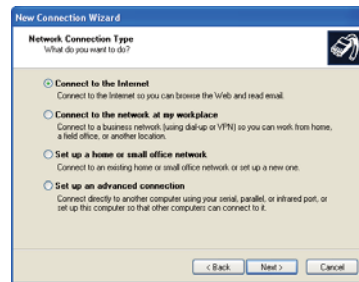 New Connection Wizard
Network Connection Type
What do you want to do?
Connect to the Internet
Connect to the Internet so you can browse the Web and read email.
Connect to the network at my workplace
Connect to a business network (using dial-up or VPN) so you can work from home,
a field office, or another location.
Set up a home or small office network
Connect to an existing home or small office network or set up a new one.
Set up an advanced connection
Connect directly to another computer using your serial, parallel, or infrared port, or
set up this computer so that other computers can connect to it.
< Back
Next >
Cancel